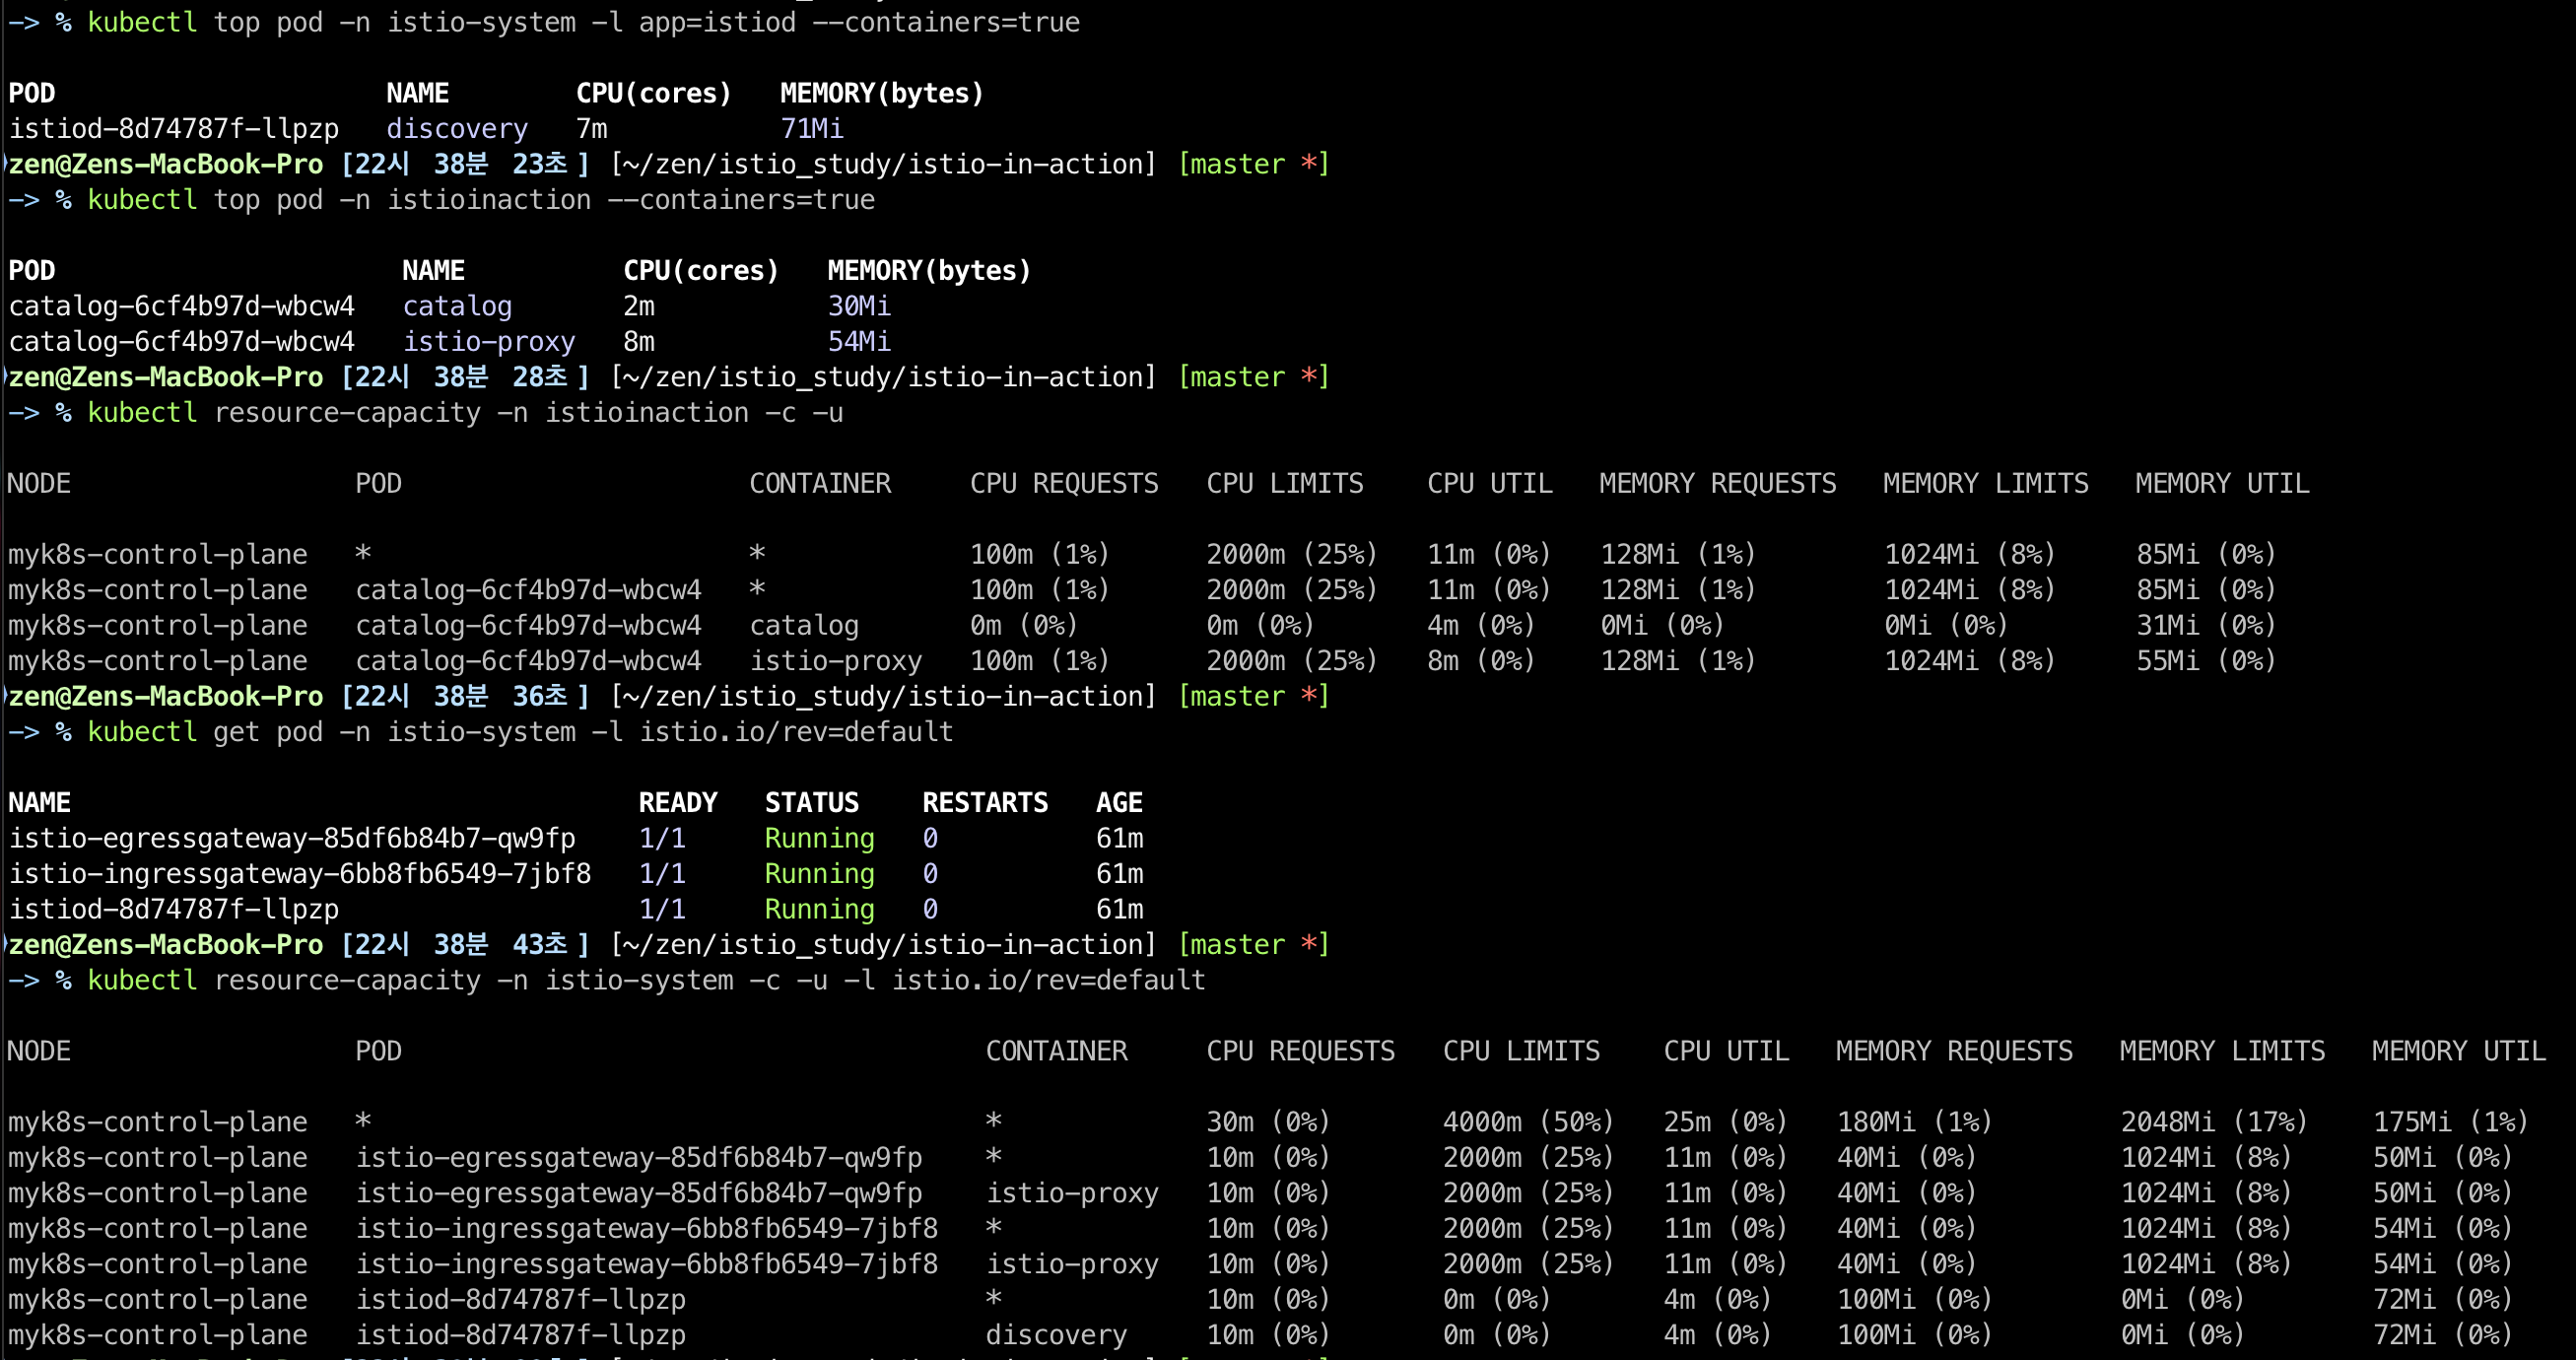 -> % kubectl top pod -n istio-system -l app=istiod --containers=true
POD NAME CPU(cores) MEMORY(bytes)
istiod-8d74787f-llpzp discovery 7m 71Mi
zen@Zens-MacBook-Pro [22시 38분 23초 ] [~/zen/istio_study/istio-in-action] [master *]
-> % kubectl top pod -n istioinaction --containers=true
POD NAME CPU(cores) MEMORY(bytes)
catalog-6cf4b97d-wbcw4 catalog 2m 30Mi
catalog-6cf4b97d-wbcw4 istio-proxy 8m 54Mi
zen@Zens-MacBook-Pro [22시 38분 28초 ] [~/zen/istio_study/istio-in-action] [master *]
-> % kubectl resource-capacity -n istioinaction -c -u
NODE POD CONTAINER CPU REQUESTS CPU LIMITS CPU UTIL MEMORY REQUESTS MEMORY LIMITS MEMORY UTIL
myk8s-control-plane * * 100m (1%) 2000m (25%) 11m (0%) 128Mi (1%) 1024Mi (8%) 85Mi (0%)
myk8s-control-plane catalog-6cf4b97d-wbcw4 * 100m (1%) 2000m (25%) 11m (0%) 128Mi (1%) 1024Mi (8%) 85Mi (0%)
myk8s-control-plane catalog-6cf4b97d-wbcw4 catalog 0m (0%) 0m (0%) 4m (0%) 0Mi (0%) 0Mi (0%) 31Mi (0%)
myk8s-control-plane catalog-6cf4b97d-wbcw4 istio-proxy 100m (1%) 2000m (25%) 8m (0%) 128Mi (1%) 1024Mi (8%) 55Mi (0%)
zen@Zens-MacBook-Pro [22시 38분 36초 ] [~/zen/istio_study/istio-in-action] [master *]
-> % kubectl get pod -n istio-system -l istio.io/rev=default
NAME READY STATUS RESTARTS AGE
istio-egressgateway-85df6b84b7-qw9fp 1/1 Running 0 61m
istio-ingressgateway-6bb8fb6549-7jbf8 1/1 Running 0 61m
istiod-8d74787f-llpzp 1/1 Running 0 61m
zen@Zens-MacBook-Pro [22시 38분 43초 ] [~/zen/istio_study/istio-in-action] [master *]
-> % kubectl resource-capacity -n istio-system -c -u -l istio.io/rev=default
NODE POD CONTAINER CPU REQUESTS CPU LIMITS CPU UTIL MEMORY REQUESTS MEMORY LIMITS MEMORY UTIL
myk8s-control-plane * * 30m (0%) 4000m (50%) 25m (0%) 180Mi (1%) 2048Mi (17%) 175Mi (1%)
myk8s-control-plane istio-egressgateway-85df6b84b7-qw9fp * 10m (0%) 2000m (25%) 11m (0%) 40Mi (0%) 1024Mi (8%) 50Mi (0%)
myk8s-control-plane istio-egressgateway-85df6b84b7-qw9fp istio-proxy 10m (0%) 2000m (25%) 11m (0%) 40Mi (0%) 1024Mi (8%) 50Mi (0%)
myk8s-control-plane istio-ingressgateway-6bb8fb6549-7jbf8 * 10m (0%) 2000m (25%) 11m (0%) 40Mi (0%) 1024Mi (8%) 54Mi (0%)
myk8s-control-plane istio-ingressgateway-6bb8fb6549-7jbf8 istio-proxy 10m (0%) 2000m (25%) 11m (0%) 40Mi (0%) 1024Mi (8%) 54Mi (0%)
myk8s-control-plane istiod-8d74787f-llpzp * 10m (0%) 0m (0%) 4m (0%) 100Mi (0%) 0Mi (0%) 72Mi (0%)
myk8s-control-plane istiod-8d74787f-llpzp discovery 10m (0%) 0m (0%) 4m (0%) 100Mi (0%) 0Mi (0%) 72Mi (0%)